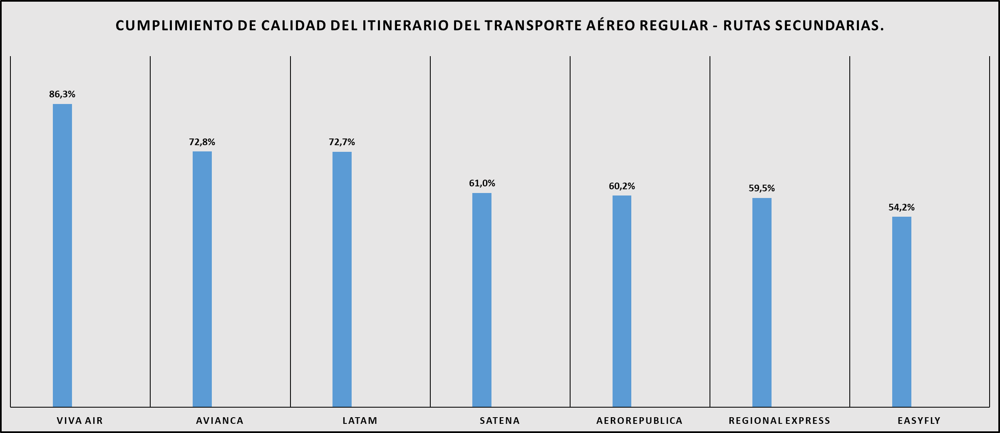 CUMPLIMIENTO DE CALIDAD DEL ITINERARIO DEL TRANSPORTE AÉREO REGULAR - RUTAS SECUNDARIAS.
86,3%
72,8%
72,7%
61,0%
60,2%
59,5%
54,2%
VIVA AIR
AVIANCA
LATAM
SATENA
AEROREPUBLICA
REGIONAL EXPRESS
EASYFLY